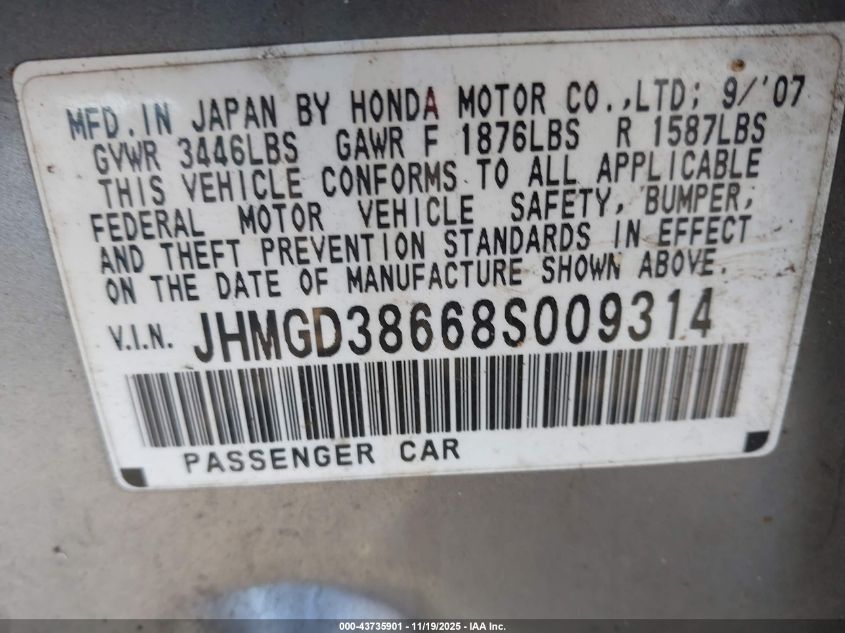 MFD.IN JAPAN BY HONDA MOTOR CO.,LTD; 9/'07
GVWR 3446LBS GAWR F 1876LBS R 1587LBS
THIS VEHICLE CONFORMS TO ALL APPLICABLE
FEDERAL MOTOR VEHICLE SAFETY, BUMPER,
AND THEFT PREVENTION STANDARDS IN EFFECT
ON THE DATE OF MANUFACTURE SHOWN ABOVE.
V.I.N. JHMGD38668S009314
PASSENGER CAR
000-43735901 - 11/19/2025 - IAA Inc.